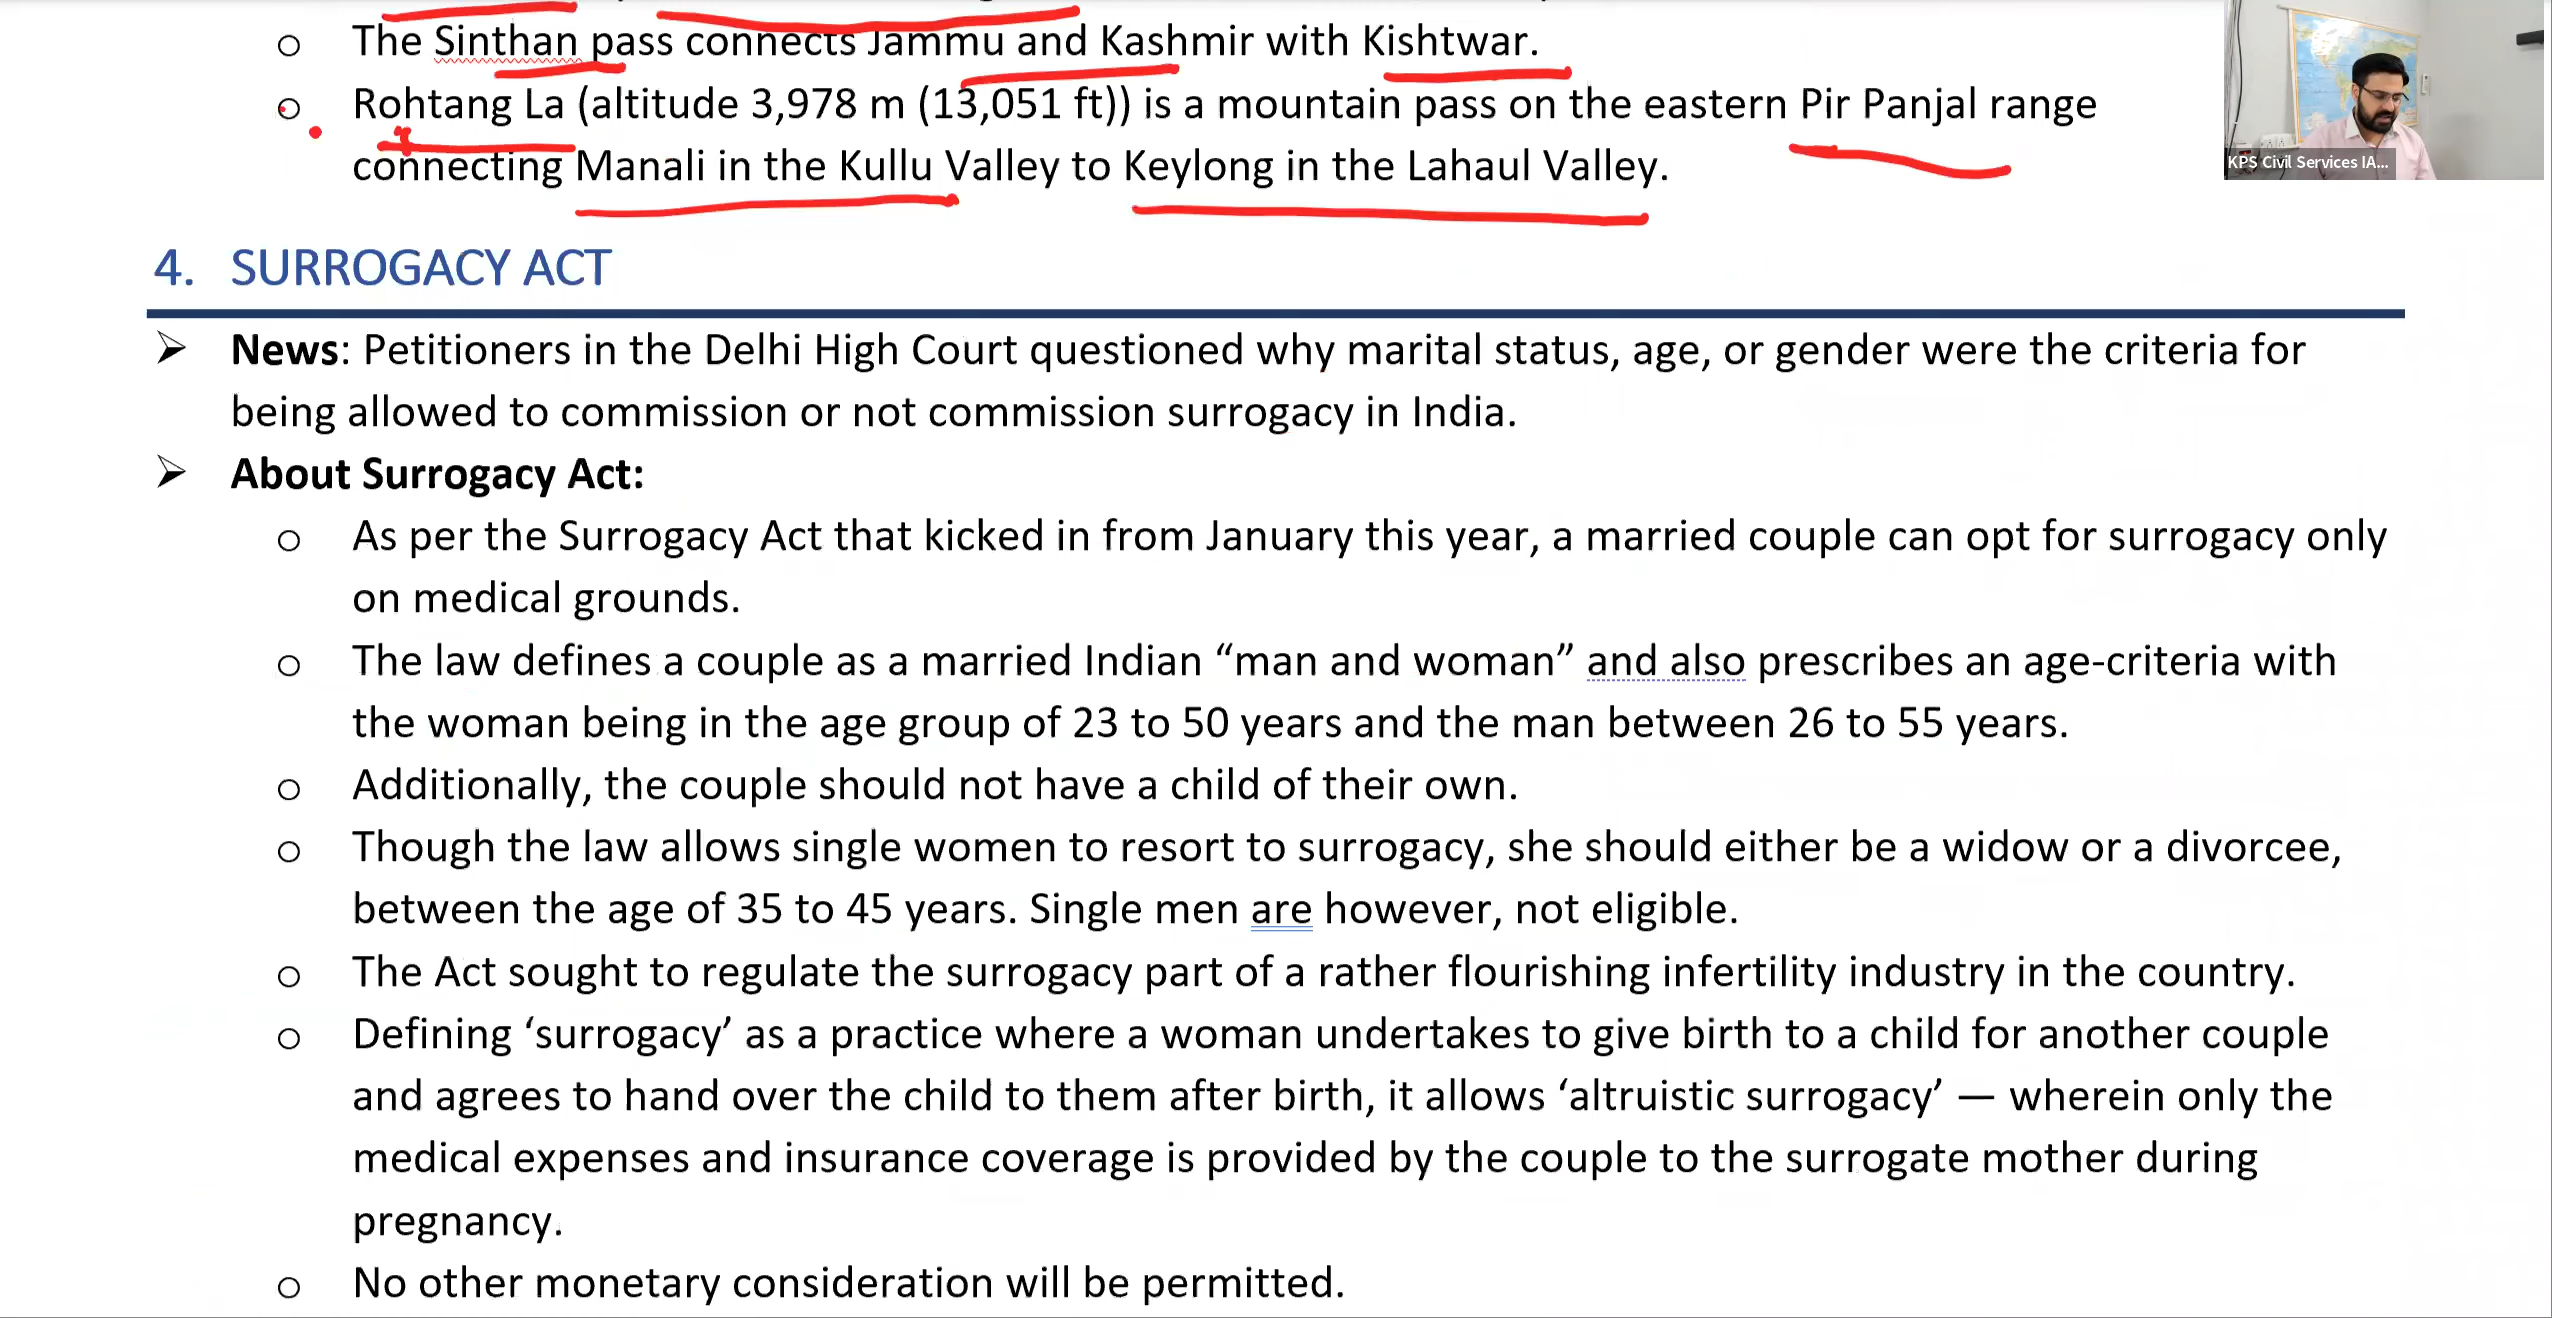 o The Sinthan pass connects Jammu and Kashmir with Kishtwar.
o Rohtang La (altitude 3,978 m (13,051 ft)) is a mountain pass on the eastern Pir Panjal range
connecting Manali in the Kullu Valley to Keylong in the Lahaul Valley.
KPS Civil Services IA...
4. SURROGACY ACT
➢ News: Petitioners in the Delhi High Court questioned why marital status, age, or gender were the criteria for
being allowed to commission or not commission surrogacy in India.
➢ About Surrogacy Act:
o As per the Surrogacy Act that kicked in from January this year, a married couple can opt for surrogacy only
on medical grounds.
o The law defines a couple as a married Indian “man and woman” and also prescribes an age-criteria with
the woman being in the age group of 23 to 50 years and the man between 26 to 55 years.
o Additionally, the couple should not have a child of their own.
o Though the law allows single women to resort to surrogacy, she should either be a widow or a divorcee,
between the age of 35 to 45 years. Single men are however, not eligible.
o The Act sought to regulate the surrogacy part of a rather flourishing infertility industry in the country.
o Defining ‘surrogacy’ as a practice where a woman undertakes to give birth to a child for another couple
and agrees to hand over the child to them after birth, it allows ‘altruistic surrogacy’ — wherein only the
medical expenses and insurance coverage is provided by the couple to the surrogate mother during
pregnancy.
o No other monetary consideration will be permitted.